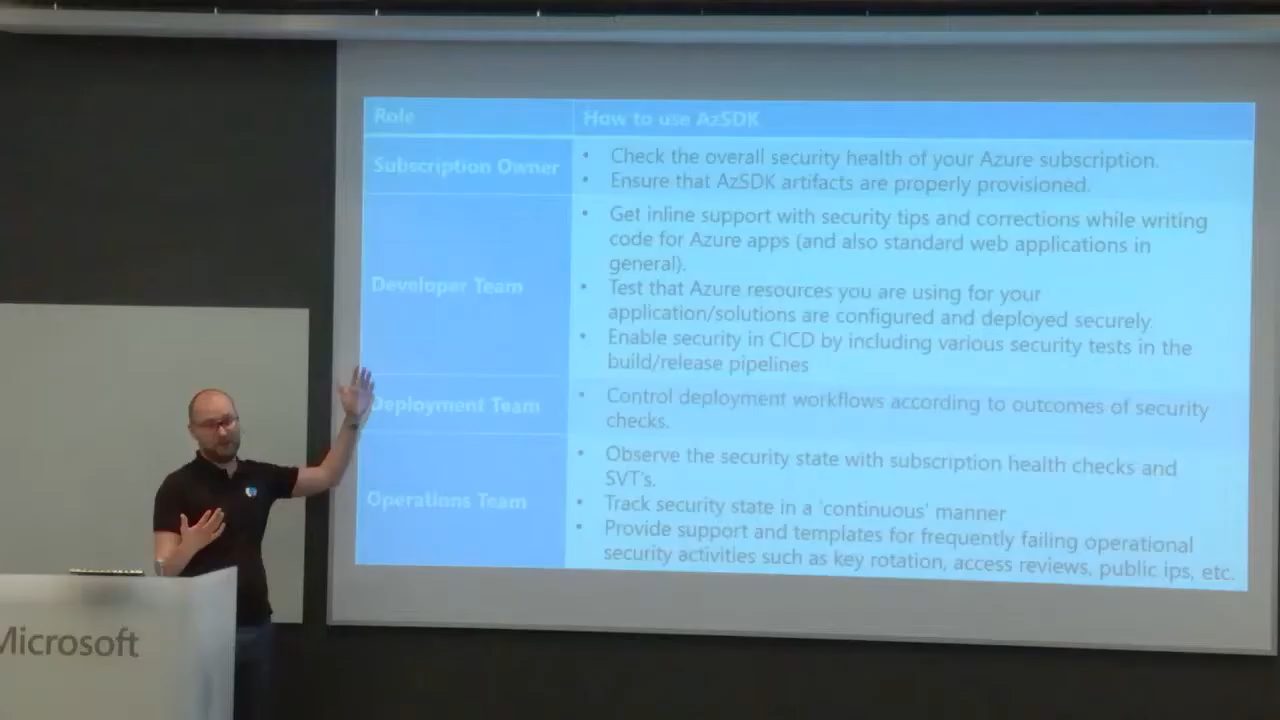 Role
How to use AzSDK
Subscription Owner
• Check the overall security health of your Azure subscription.
• Ensure that AzSDK artifacts are properly provisioned.
Developer Team
• Get inline support with security tips and corrections while writing
code for Azure apps (and also standard web applications in
general).
• Test that Azure resources you are using for your
application/solutions are configured and deployed securely
• Enable security in CICD by including various security tests in the
build/release pipelines
Deployment Team
• Control deployment workflows according to outcomes of security
checks.
Operations Team
• Observe the security state with subscription health checks and
SVT's.
• Track security state in a 'continuous' manner
• Provide support and templates for frequently failing operational
security activities such as key rotation, access reviews, public ips, etc.
Microsoft